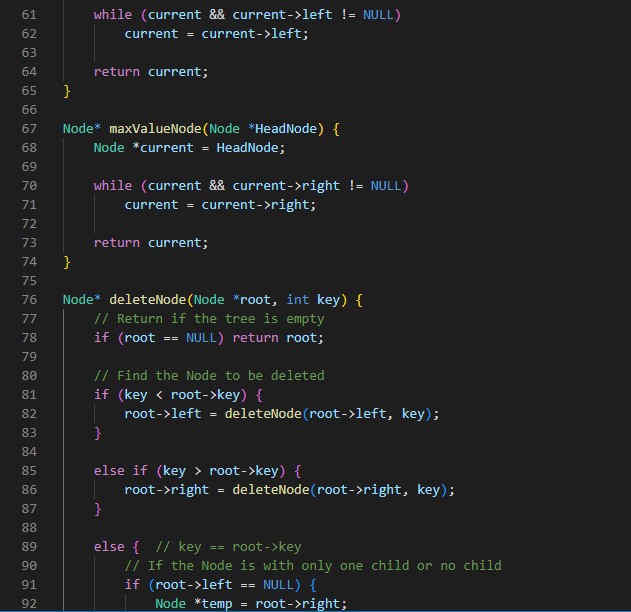 61 while (current && current->left != NULL)
62 current = current->left;
63
64 return current;
65 }
66
67 Node* maxValueNode(Node *HeadNode) {
68 Node *current = HeadNode;
69
70 while (current && current->right != NULL)
71 current = current->right;
72
73 return current;
74 }
75
76 Node* deleteNode(Node *root, int key) {
77 // Return if the tree is empty
78 if (root == NULL) return root;
79
80 // Find the Node to be deleted
81 if (key < root->key) {
82 root->left = deleteNode(root->left, key);
83 }
84
85 else if (key > root->key) {
86 root->right = deleteNode(root->right, key);
87 }
88
89 else { // key == root->key
90 // If the Node is with only one child or no child
91 if (root->left == NULL) {
92 Node *temp = root->right;